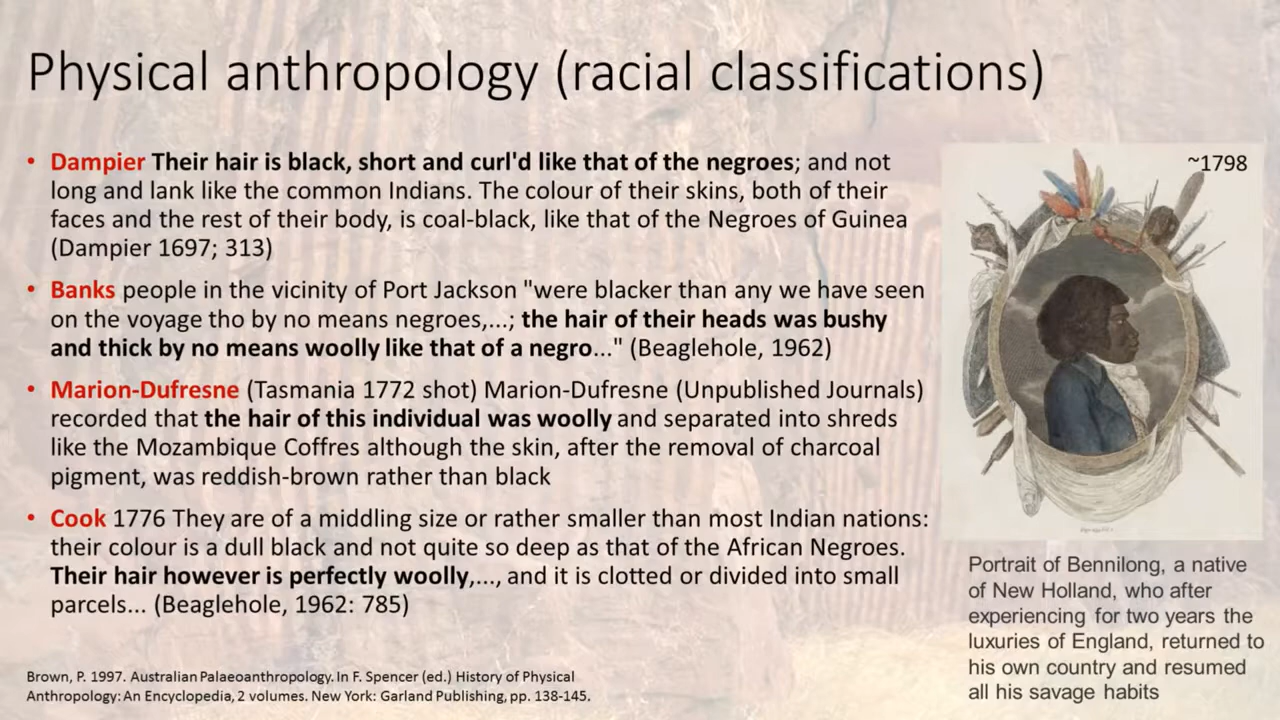 Physical anthropology (racial classifications)
• Dampier Their hair is black, short and curl'd like that of the negroes; and not
long and lank like the common Indians. The colour of their skins, both of their
faces and the rest of their body, is coal-black, like that of the Negroes of Guinea
(Dampier 1697; 313)
• Banks people in the vicinity of Port Jackson "were blacker than any we have seen
on the voyage tho by no means negroes,...; the hair of their heads was bushy
and thick by no means woolly like that of a negro..." (Beaglehole, 1962)
• Marion-Dufresne (Tasmania 1772 shot) Marion-Dufresne (Unpublished Journals)
recorded that the hair of this individual was woolly and separated into shreds
like the Mozambique Coffres although the skin, after the removal of charcoal
pigment, was reddish-brown rather than black
• Cook 1776 They are of a middling size or rather smaller than most Indian nations:
their colour is a dull black and not quite so deep as that of the African Negroes.
Their hair however is perfectly woolly,..., and it is clotted or divided into small
parcels... (Beaglehole, 1962: 785)
Brown, P. 1997. Australian Palaeoanthropology. In F. Spencer (ed.) History of Physical
Anthropology: An Encyclopedia, 2 volumes. New York: Garland Publishing, pp. 138-145.
~1798
Portrait of Bennilong, a native
of New Holland, who after
experiencing for two years the
luxuries of England, returned to
his own country and resumed
all his savage habits